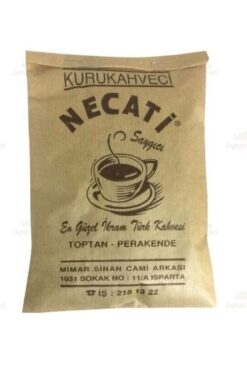 KURUKAHVECİ
NECATİ®
Saygıcı
En Güzel İkram Türk Kahvesi
TOPTAN - PERAKENDE
MİMAR SİNAN CAMİ ARKASI
1031 SOKAK NO : 11/A ISPARTA
☎ İŞ : 218 13 22